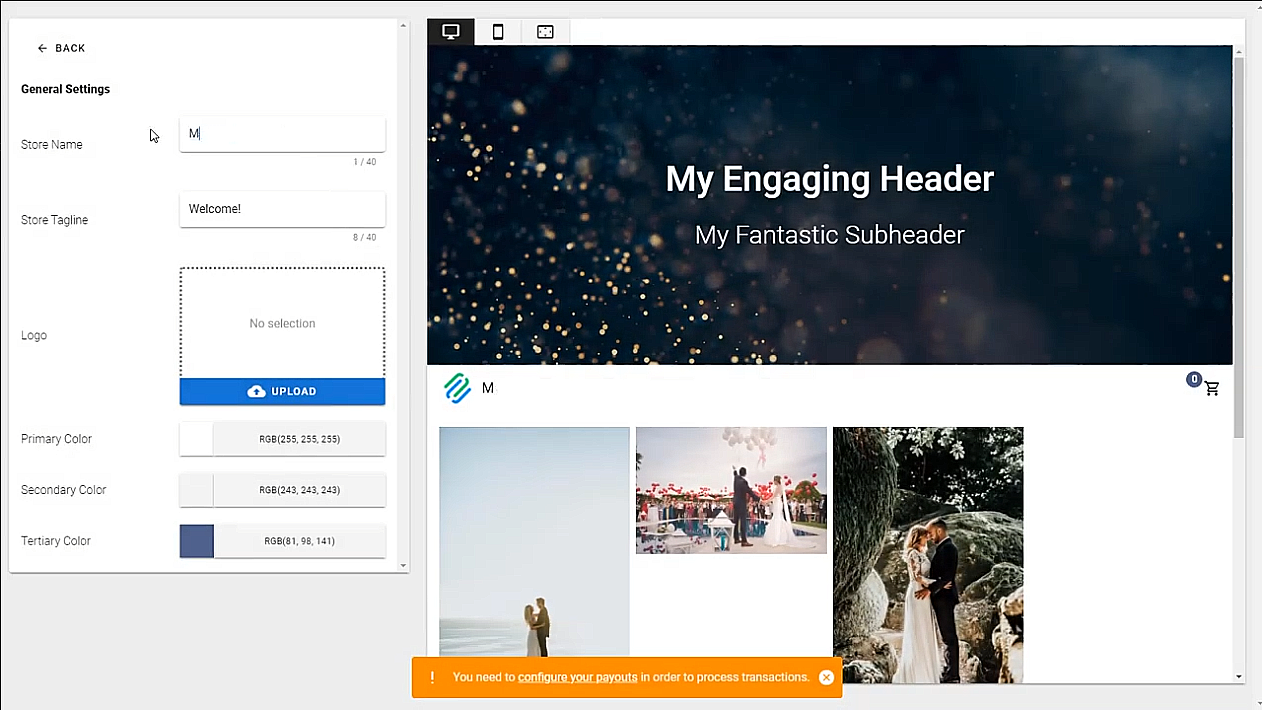 BACK
General Settings
Store Name
M
1 / 40
Store Tagline
Welcome!
8 / 40
Logo
No selection
UPLOAD
Primary Color
RGB(255, 255, 255)
Secondary Color
RGB(243, 243, 243)
Tertiary Color
RGB(81, 98, 141)
My Engaging Header
My Fantastic Subheader
M
0
! You need to configure your payouts in order to process transactions.